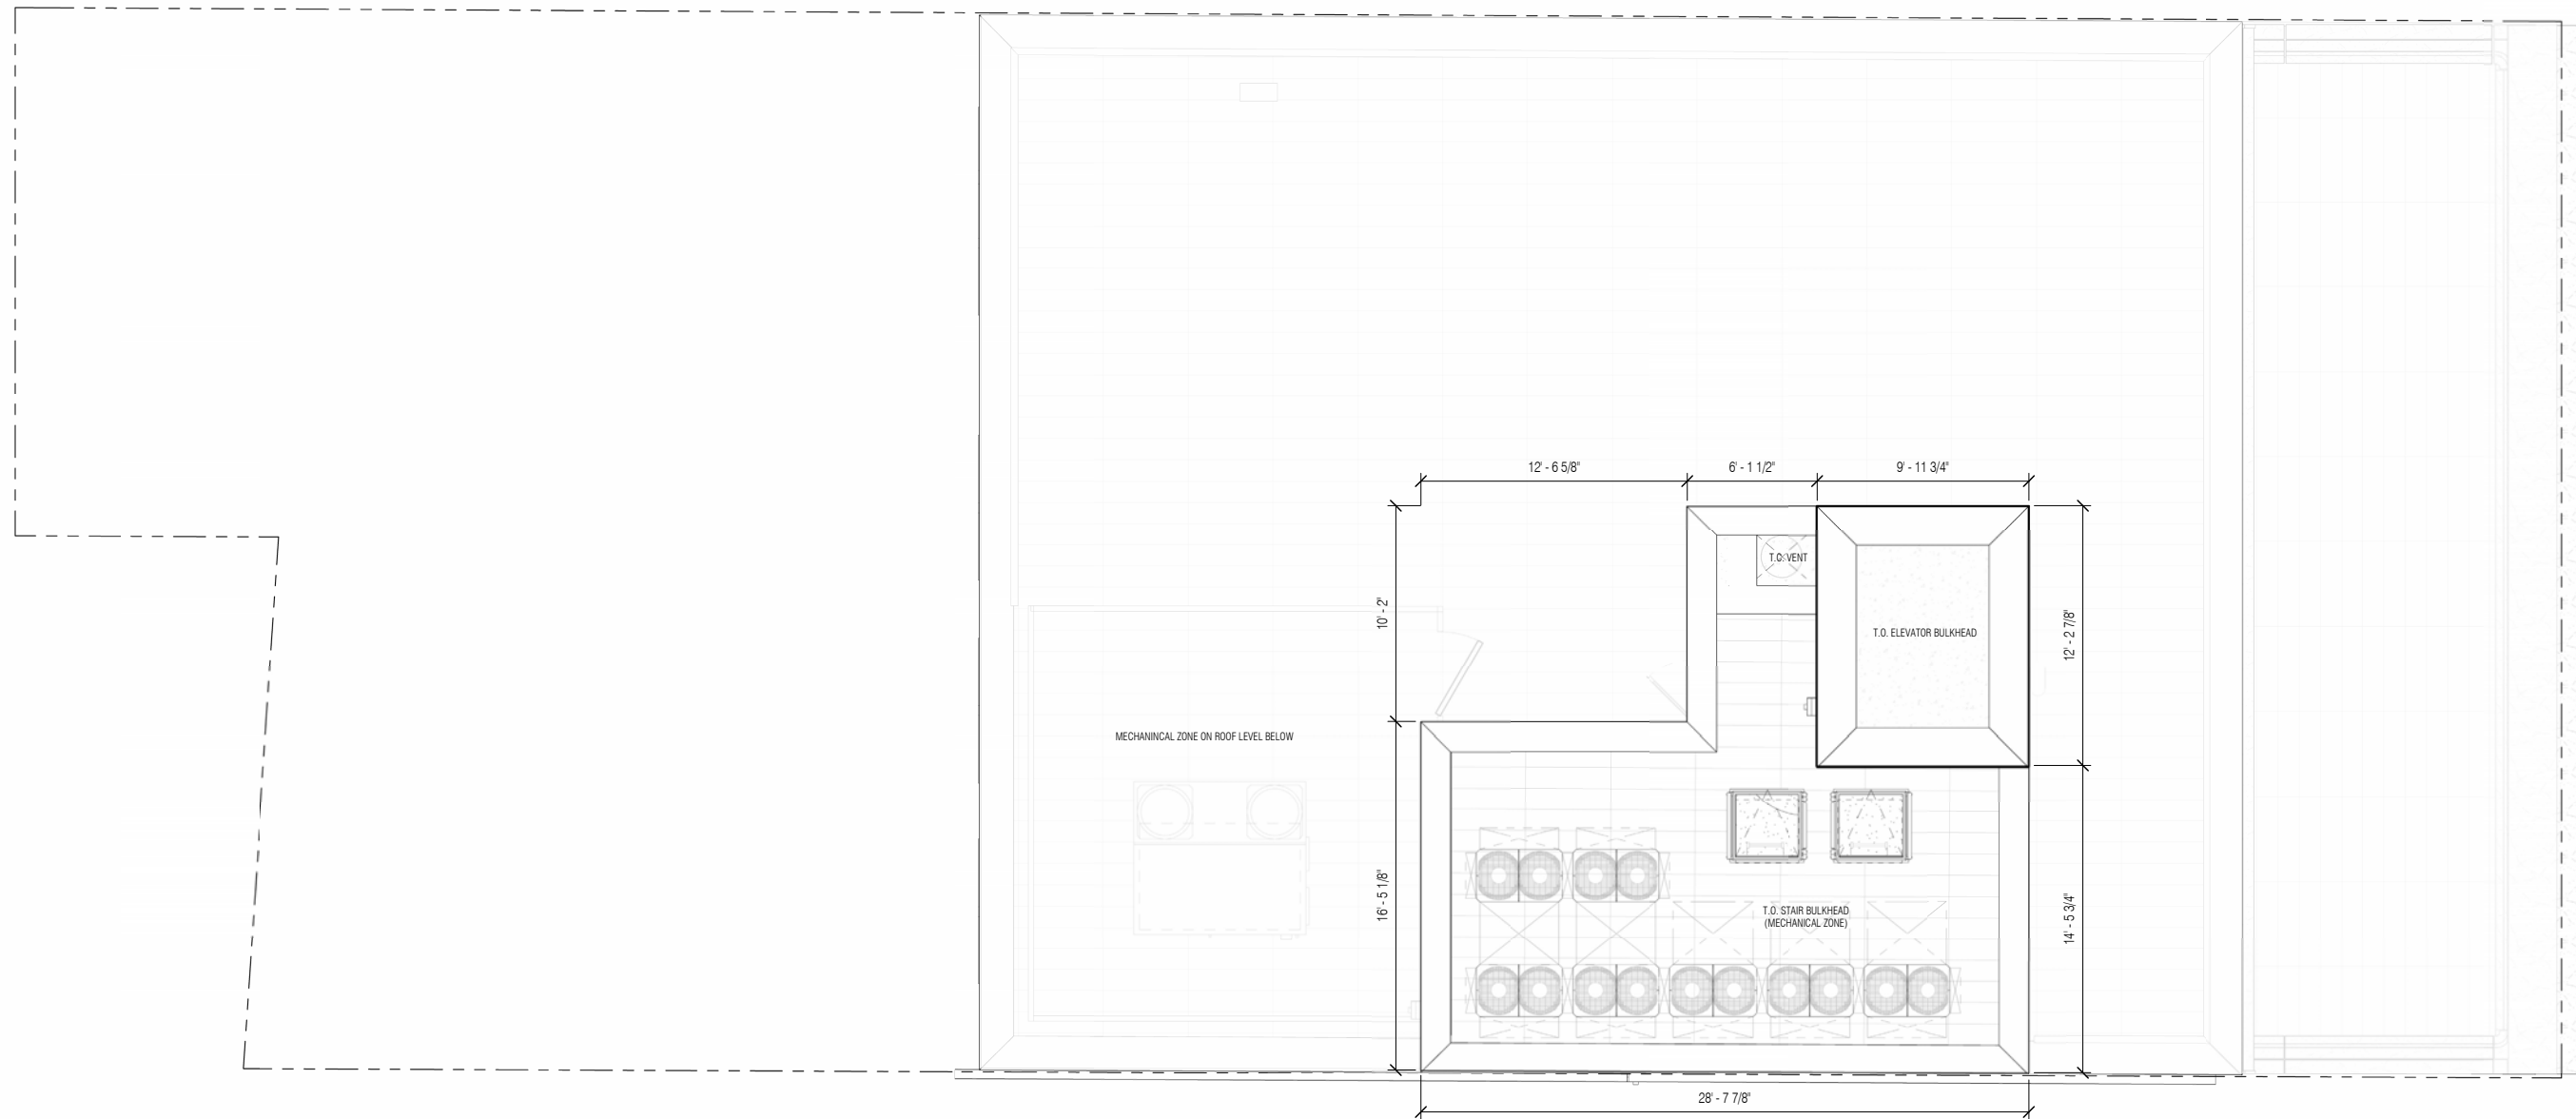 12' - 6 5/8"
6' - 1 1/2"
9' - 11 3/4"
T.O. VENT
10' - 2"
12' - 2 7/8"
T.O. ELEVATOR BULKHEAD
MECHANINCAL ZONE ON ROOF LEVEL BELOW
16' - 5 1/8"
T.O. STAIR BULKHEAD
(MECHANICAL ZONE)
14' - 5 3/4"
28' - 7 7/8"